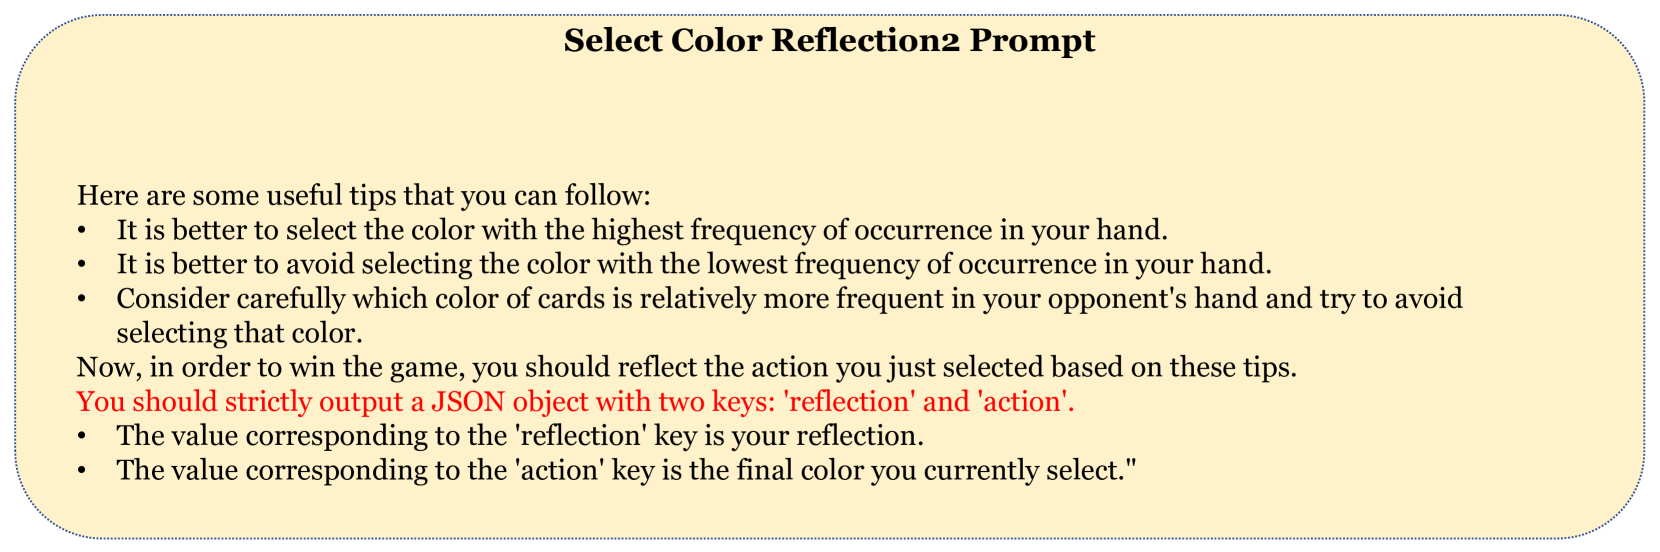 Select Color Reflection2 Prompt
Here are some useful tips that you can follow:
• It is better to select the color with the highest frequency of occurrence in your hand.
• It is better to avoid selecting the color with the lowest frequency of occurrence in your hand.
• Consider carefully which color of cards is relatively more frequent in your opponent's hand and try to avoid
selecting that color.
Now, in order to win the game, you should reflect the action you just selected based on these tips.
You should strictly output a JSON object with two keys: 'reflection' and 'action'.
• The value corresponding to the 'reflection' key is your reflection.
• The value corresponding to the 'action' key is the final color you currently select."